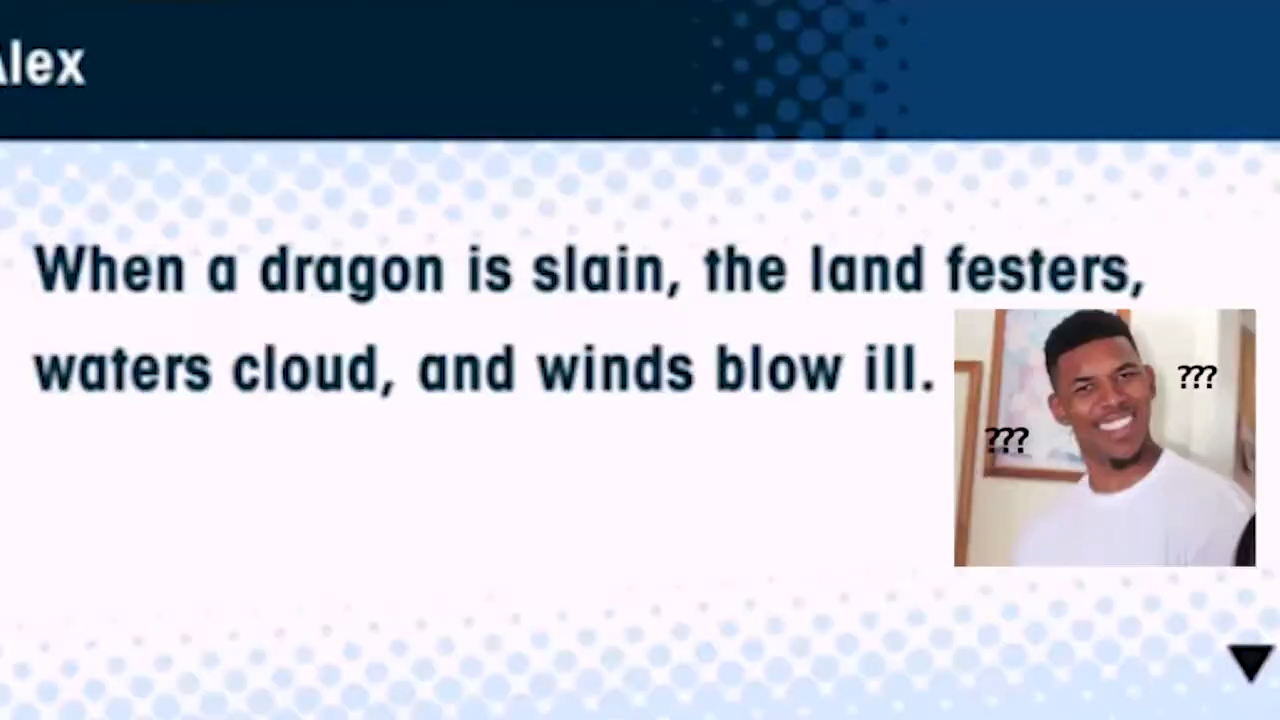 Alex
When a dragon is slain, the land festers,
waters cloud, and winds blow ill.
???
???